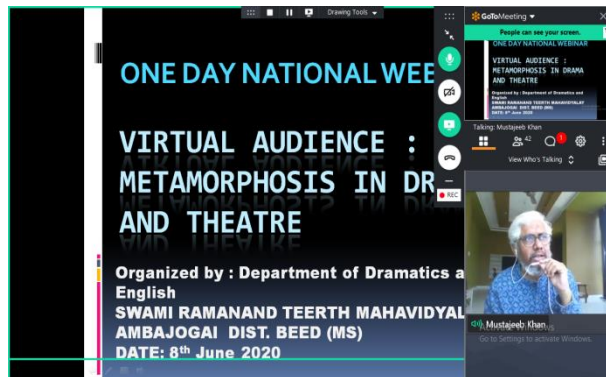 Drawing Tools
ONE DAY NATIONAL WEB
VIRTUAL AUDIENCE :
METAMORPHOSIS IN DR
AND THEATRE
Organized by : Department of Dramatics a
English
SWAMI RAMANAND TEERTH MAHAVIDYAL
AMBAJOGAI DIST. BEED (MS)
DATE: 8th June 2020
REC
GoToMeeting
People can see your screen.
ONE DAY NATIONAL WEBINAR
VIRTUAL AUDIENCE :
METAMORPHOSIS IN DRAMA
AND THEATRE
Organized by : Department of Dramatics and
English
SWAMI RAMANAND TEERTH MAHAVIDYALAY
AMBAJOGAI DIST. BEED (MS)
DATE: 8th June 2020
Talking: Mustajeeb Khan
42
1
View Who's Talking
Mustajeeb Khan
Activate Windows
Go to Settings to activate Windows.